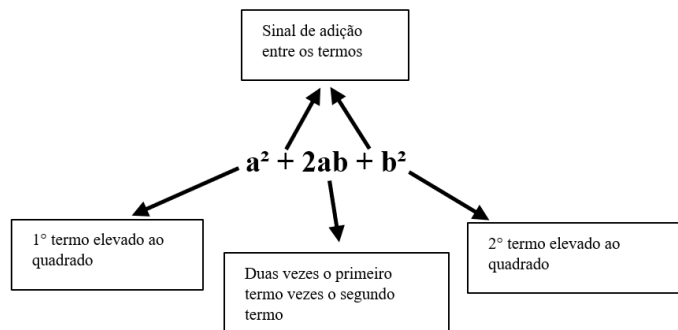 Sinal de adição
entre os termos
a² + 2ab + b²
1° termo elevado ao
quadrado
Duas vezes o primeiro
termo vezes o segundo
termo
2° termo elevado ao
quadrado